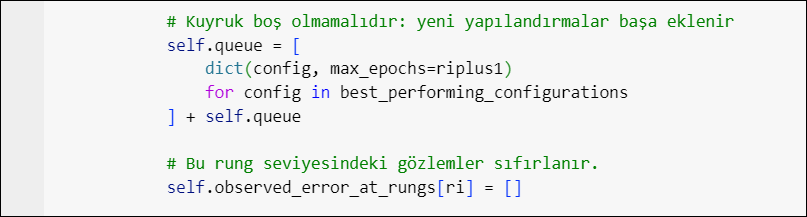 # Kuyruk boş olmamalıdır: yeni yapılandırmalar başa eklenir
self.queue = [
dict(config, max_epochs=riplus1)
for config in best_performing_configurations
] + self.queue
# Bu rung seviyesindeki gözlemler sıfırlanır.
self.observed_error_at_rungs[ri] = []